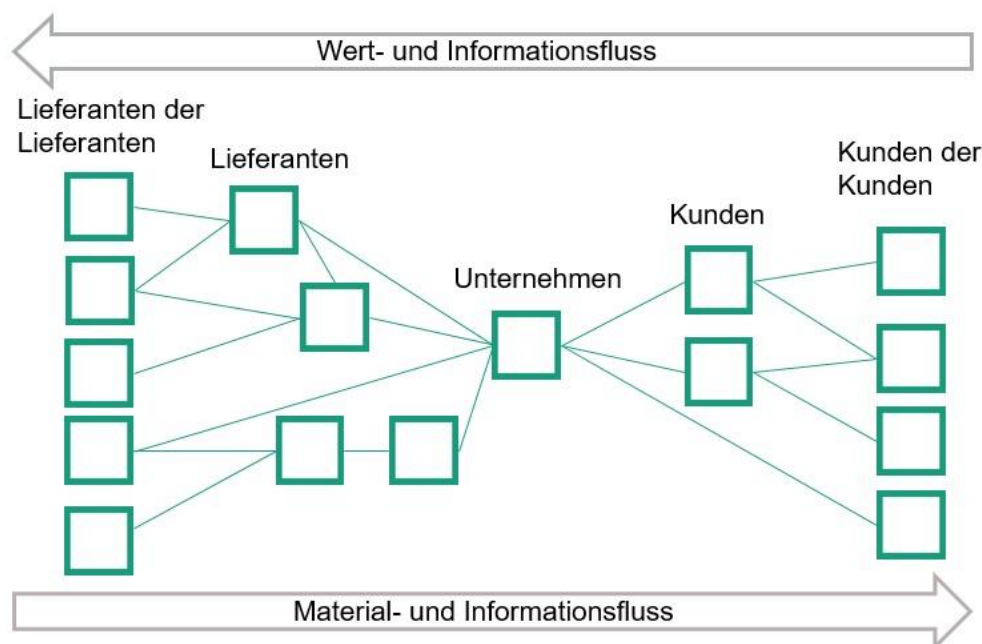 Wert- und Informationsfluss
Lieferanten der
Lieferanten
Lieferanten
Kunden der
Kunden
Kunden
Unternehmen
Material- und Informationsfluss